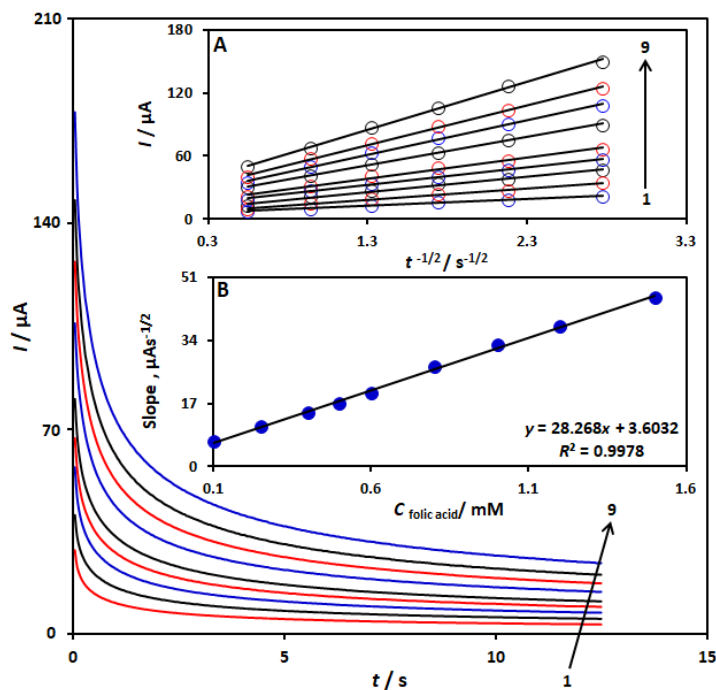 210
140
70
0
I / µA
0
5
10
15
t / s
A
180
120
60
0
I / µA
0.3
1.3
2.3
3.3
t -1/2 / s-1/2
9
1
B
51
34
17
0
Slope , µAs-1/2
0.1
0.6
1.1
1.6
C folic acid/ mM
y = 28.268x + 3.6032
R2 = 0.9978
9
1